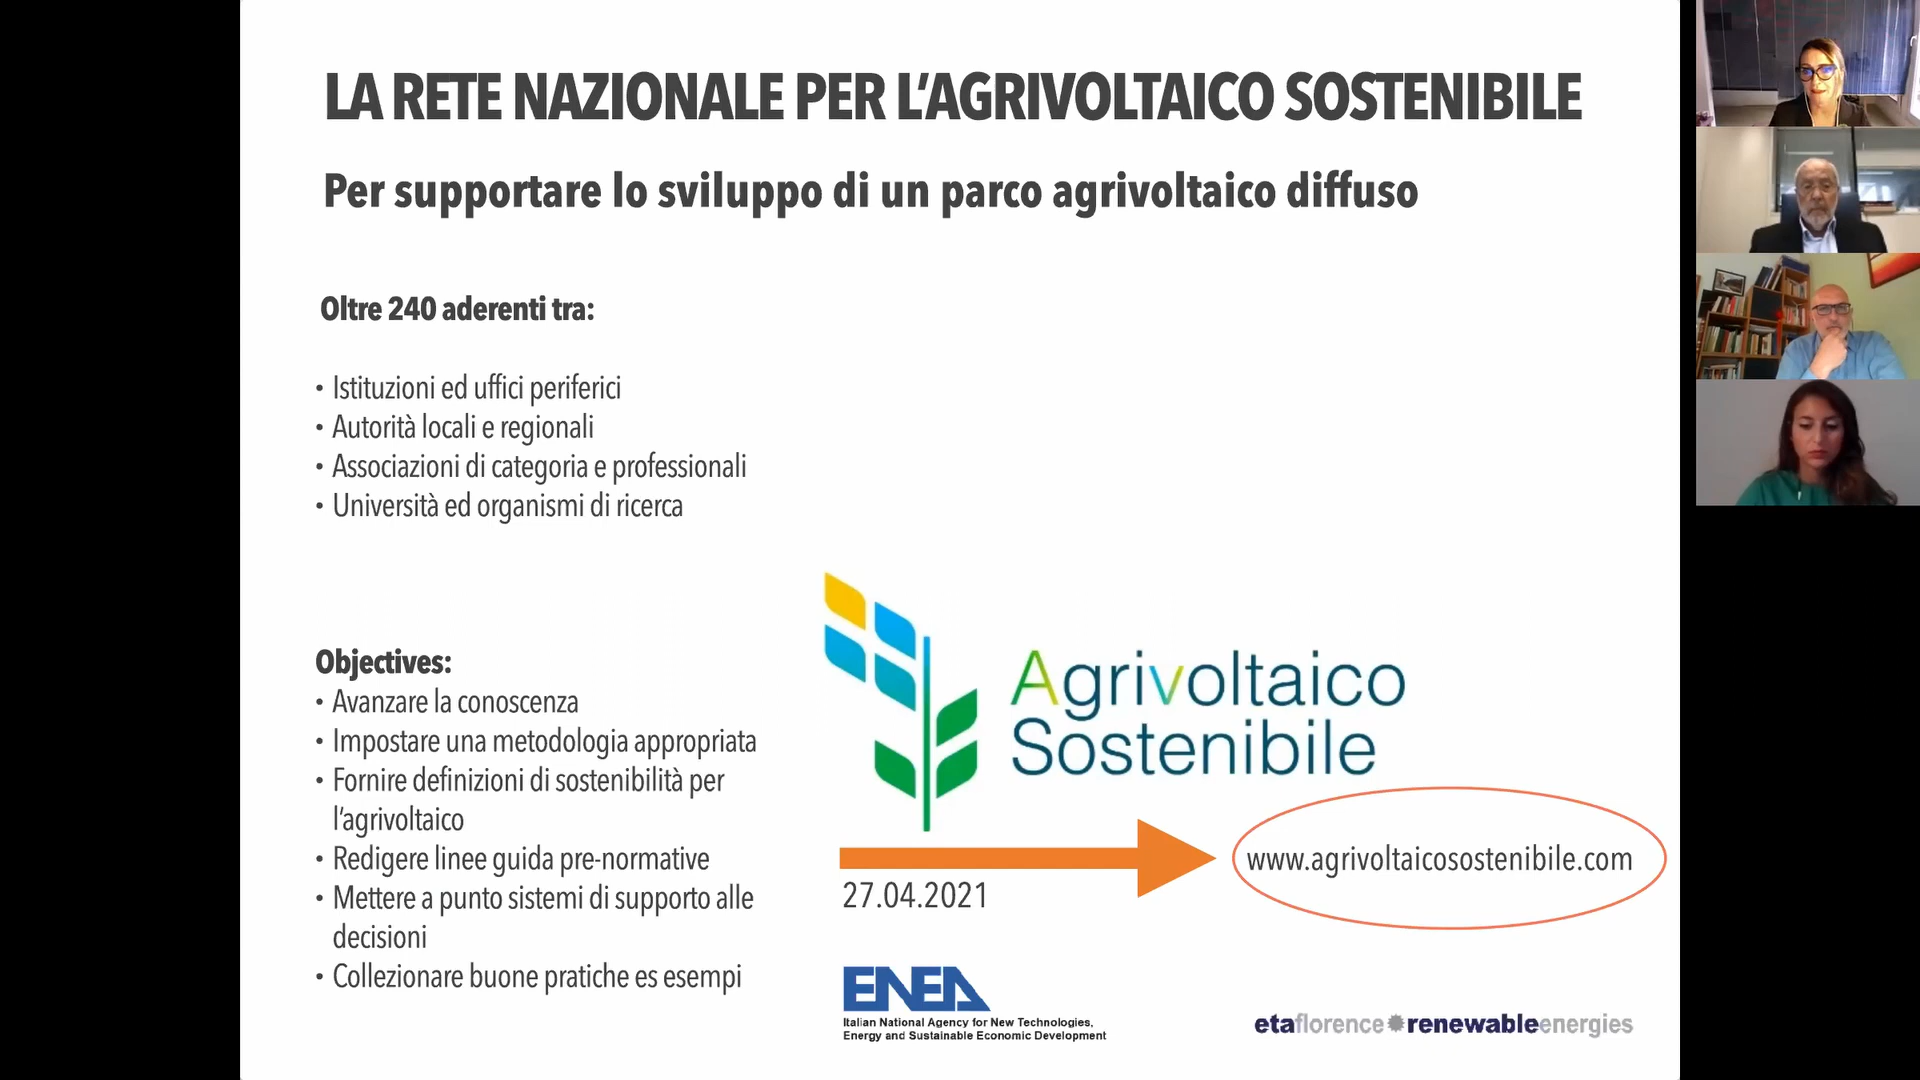 LA RETE NAZIONALE PER L'AGRIVOLTAICO SOSTENIBILE
Per supportare lo sviluppo di un parco agrivoltaico diffuso
Oltre 240 aderenti tra:
• Istituzioni ed uffici periferici
• Autorità locali e regionali
• Associazioni di categoria e professionali
• Università ed organismi di ricerca
Objectives:
• Avanzare la conoscenza
• Impostare una metodologia appropriata
• Fornire definizioni di sostenibilità per
l'agrivoltaico
• Redigere linee guida pre-normative
• Mettere a punto sistemi di supporto alle
decisioni
• Collezionare buone pratiche es esempi
Agrivoltaico
Sostenibile
www.agrivoltaicosostenibile.com
27.04.2021
ENEA
Italian National Agency for New Technologies,
Energy and Sustainable Economic Development
etaflorence renewableenergies